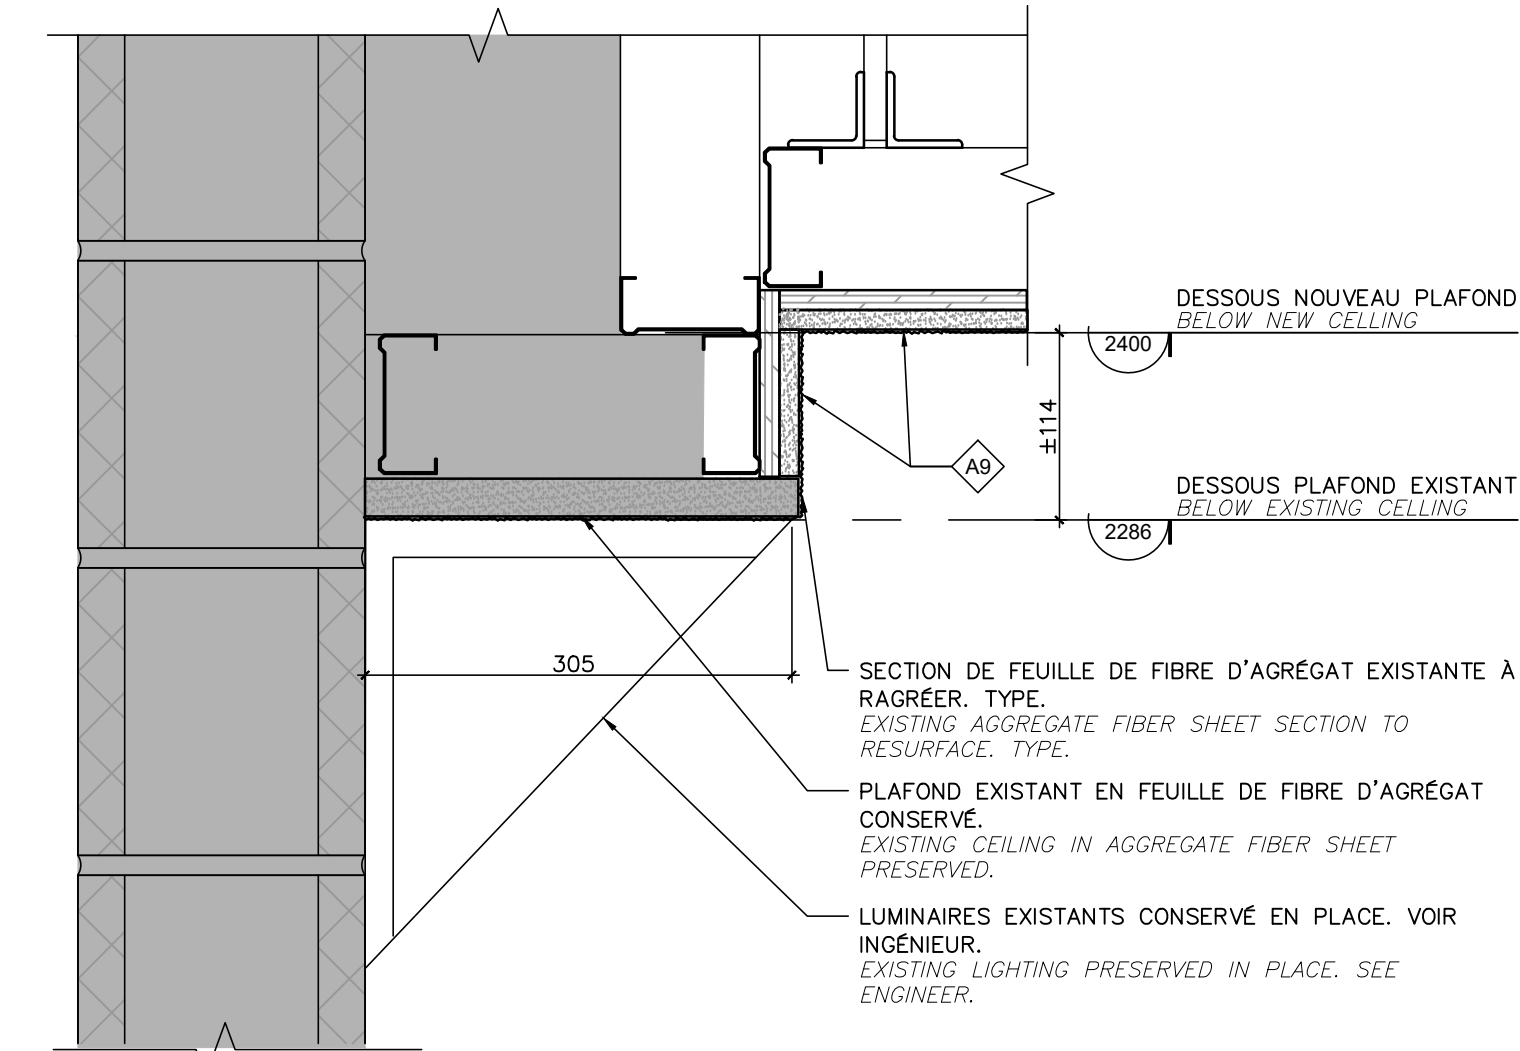 DESSOUS NOUVEAU PLAFOND
BELOW NEW CELLING
2400
±114
A9
DESSOUS PLAFOND EXISTANT
BELOW EXISTING CELLING
2286
305
SECTION DE FEUILLE DE FIBRE D'AGRÉGAT EXISTANTE À
RAGRÉER. TYPE.
EXISTING AGGREGATE FIBER SHEET SECTION TO
RESURFACE. TYPE.
PLAFOND EXISTANT EN FEUILLE DE FIBRE D'AGRÉGAT
CONSERVÉ.
EXISTING CEILING IN AGGREGATE FIBER SHEET
PRESERVED.
LUMINAIRES EXISTANTS CONSERVÉ EN PLACE. VOIR
INGÉNIEUR.
EXISTING LIGHTING PRESERVED IN PLACE. SEE
ENGINEER.